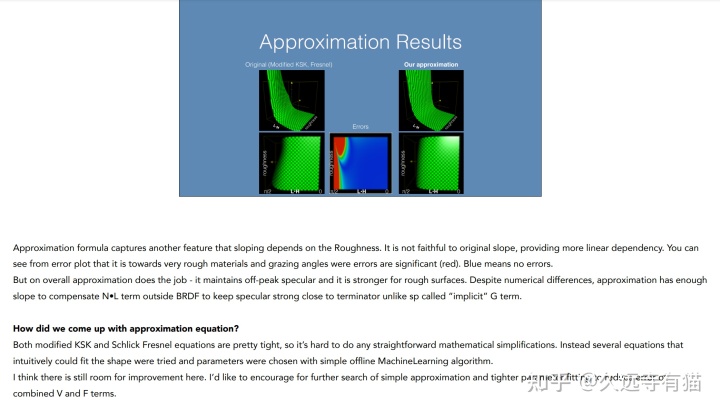 Approximation Results
Original (Modified KSK, Fresnel)
Our approximation
L·H
L·H
Errors
roughness
roughness
roughness
π/2 L·H 0
π/2 L·H 0
π/2 L·H 0
Approximation formula captures another feature that sloping depends on the Roughness. It is not faithful to original slope, providing more linear dependency. You can
see from error plot that it is towards very rough materials and grazing angles were errors are significant (red). Blue means no errors.
But on overall approximation does the job - it maintains off-peak specular and it is stronger for rough surfaces. Despite numerical differences, approximation has enough
slope to compensate N•L term outside BRDF to keep specular strong close to terminator unlike sp called “implicit” G term.
How did we come up with approximation equation?
Both modified KSK and Schlick Fresnel equations are pretty tight, so it’s hard to do any straightforward mathematical simplifications. Instead several equations that
intuitively could fit the shape were tried and parameters were chosen with simple offline MachineLearning algorithm.
I think there is still room for improvement here. I’d like to encourage for further search of simple approximation and tighter
combined V and F terms.
知乎 @久远寺有猫